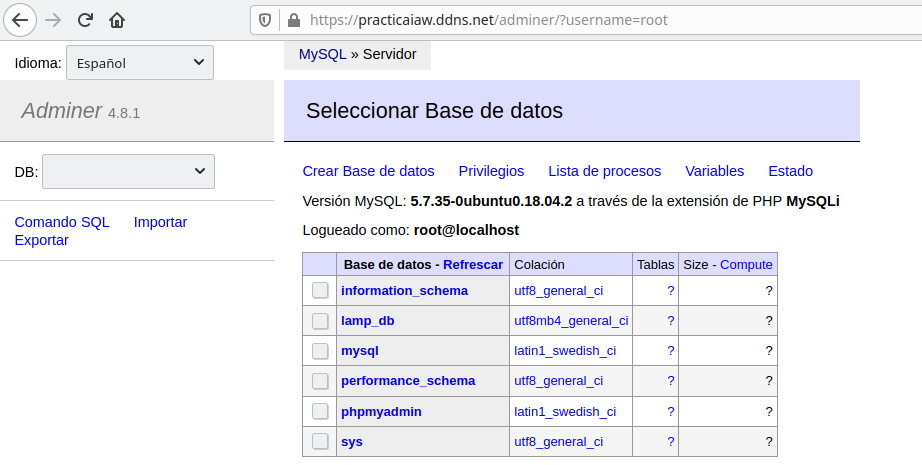 https://practicaiaw.ddns.net/adminer/?username=root
Idioma: Español
MySQL » Servidor
Adminer 4.8.1
Seleccionar Base de datos
DB:
Crear Base de datos Privilegios Lista de procesos Variables Estado
Versión MySQL: 5.7.35-0ubuntu0.18.04.2 a través de la extensión de PHP MySQLi
Comando SQL Importar
Exportar
Logueado como: root@localhost
Base de datos - Refrescar Colación Tablas Size - Compute
information_schema utf8_general_ci ? ?
lamp_db utf8mb4_general_ci ? ?
mysql latin1_swedish_ci ? ?
performance_schema utf8_general_ci ? ?
phpmyadmin latin1_swedish_ci ? ?
sys utf8_general_ci ? ?